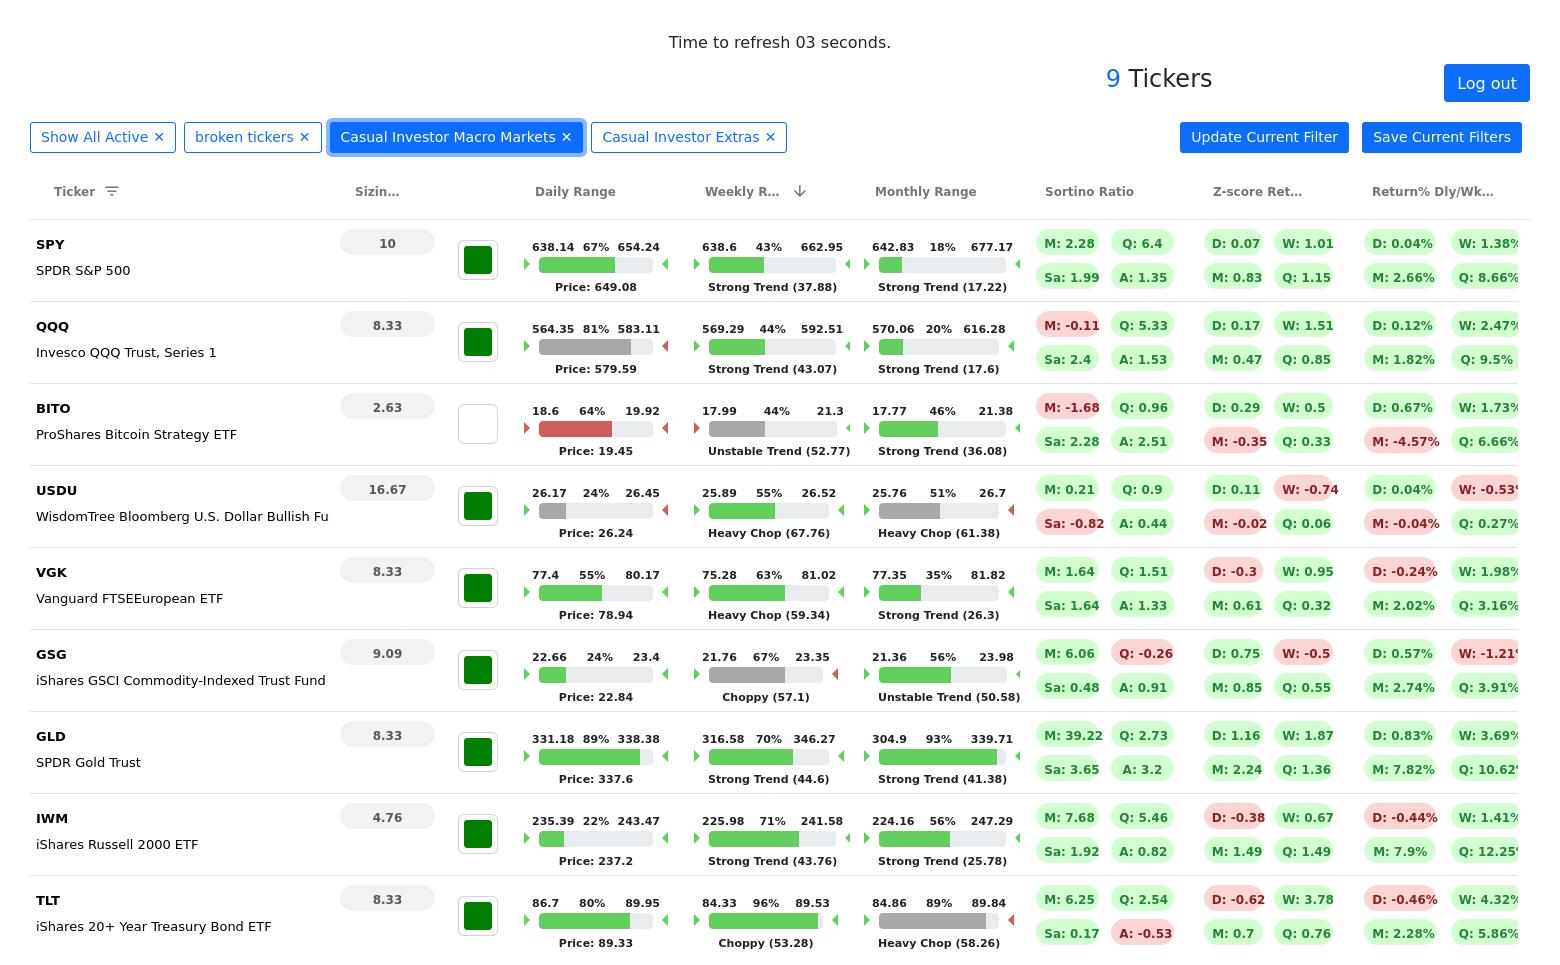 Time to refresh 03 seconds.
9 Tickers
Log out
Show All Active ✕ broken tickers ✕ Casual Investor Macro Markets ✕ Casual Investor Extras ✕ Update Current Filter Save Current Filters
Ticker Sizin... Daily Range Weekly R... Monthly Range Sortino Ratio Z-score Ret... Return% Dly/Wk...
SPY 10 638.14 67% 654.24 638.6 43% 662.95 642.83 18% 677.17 M: 2.28 Q: 6.4 D: 0.07 W: 1.01 D: 0.04% W: 1.38%
SPDR S&P 500 Sa: 1.99 A: 1.35 M: 0.83 Q: 1.15 M: 2.66% Q: 8.66%
Price: 649.08 Strong Trend (37.88) Strong Trend (17.22)
QQQ 8.33 564.35 81% 583.11 569.29 44% 592.51 570.06 20% 616.28 M: -0.11 Q: 5.33 D: 0.17 W: 1.51 D: 0.12% W: 2.47%
Invesco QQQ Trust, Series 1 Sa: 2.4 A: 1.53 M: 0.47 Q: 0.85 M: 1.82% Q: 9.5%
Price: 579.59 Strong Trend (43.07) Strong Trend (17.6)
BITO 2.63 18.6 64% 19.92 17.99 44% 21.3 17.77 46% 21.38 M: -1.68 Q: 0.96 D: 0.29 W: 0.5 D: 0.67% W: 1.73%
ProShares Bitcoin Strategy ETF Sa: 2.28 A: 2.51 M: -0.35 Q: 0.33 M: -4.57% Q: 6.66%
Price: 19.45 Unstable Trend (52.77) Strong Trend (36.08)
USDU 16.67 26.17 24% 26.45 25.89 55% 26.52 25.76 51% 26.7 M: 0.21 Q: 0.9 D: 0.11 W: -0.74 D: 0.04% W: -0.53%
WisdomTree Bloomberg U.S. Dollar Bullish Fu Sa: -0.82 A: 0.44 M: -0.02 Q: 0.06 M: -0.04% Q: 0.27%
Price: 26.24 Heavy Chop (67.76) Heavy Chop (61.38)
VGK 8.33 77.4 55% 80.17 75.28 63% 81.02 77.35 35% 81.82 M: 1.64 Q: 1.51 D: -0.3 W: 0.95 D: -0.24% W: 1.98%
Vanguard FTSEEuropean ETF Sa: 1.64 A: 1.33 M: 0.61 Q: 0.32 M: 2.02% Q: 3.16%
Price: 78.94 Heavy Chop (59.34) Strong Trend (26.3)
GSG 9.09 22.66 24% 23.4 21.76 67% 23.35 21.36 56% 23.98 M: 6.06 Q: -0.26 D: 0.75 W: -0.5 D: 0.57% W: -1.21%
iShares GSCI Commodity-Indexed Trust Fund Sa: 0.48 A: 0.91 M: 0.85 Q: 0.55 M: 2.74% Q: 3.91%
Price: 22.84 Choppy (57.1) Unstable Trend (50.58)
GLD 8.33 331.18 89% 338.38 316.58 70% 346.27 304.9 93% 339.71 M: 39.22 Q: 2.73 D: 1.16 W: 1.87 D: 0.83% W: 3.69%
SPDR Gold Trust Sa: 3.65 A: 3.2 M: 2.24 Q: 1.36 M: 7.82% Q: 10.62%
Price: 337.6 Strong Trend (44.6) Strong Trend (41.38)
IWM 4.76 235.39 22% 243.47 225.98 71% 241.58 224.16 56% 247.29 M: 7.68 Q: 5.46 D: -0.38 W: 0.67 D: -0.44% W: 1.41%
iShares Russell 2000 ETF Sa: 1.92 A: 0.82 M: 1.49 Q: 1.49 M: 7.9% Q: 12.25%
Price: 237.2 Strong Trend (43.76) Strong Trend (25.78)
TLT 8.33 86.7 80% 89.95 84.33 96% 89.53 84.86 89% 89.84 M: 6.25 Q: 2.54 D: -0.62 W: 3.78 D: -0.46% W: 4.32%
iShares 20+ Year Treasury Bond ETF Sa: 0.17 A: -0.53 M: 0.7 Q: 0.76 M: 2.28% Q: 5.86%
Price: 89.33 Choppy (53.28) Heavy Chop (58.26)